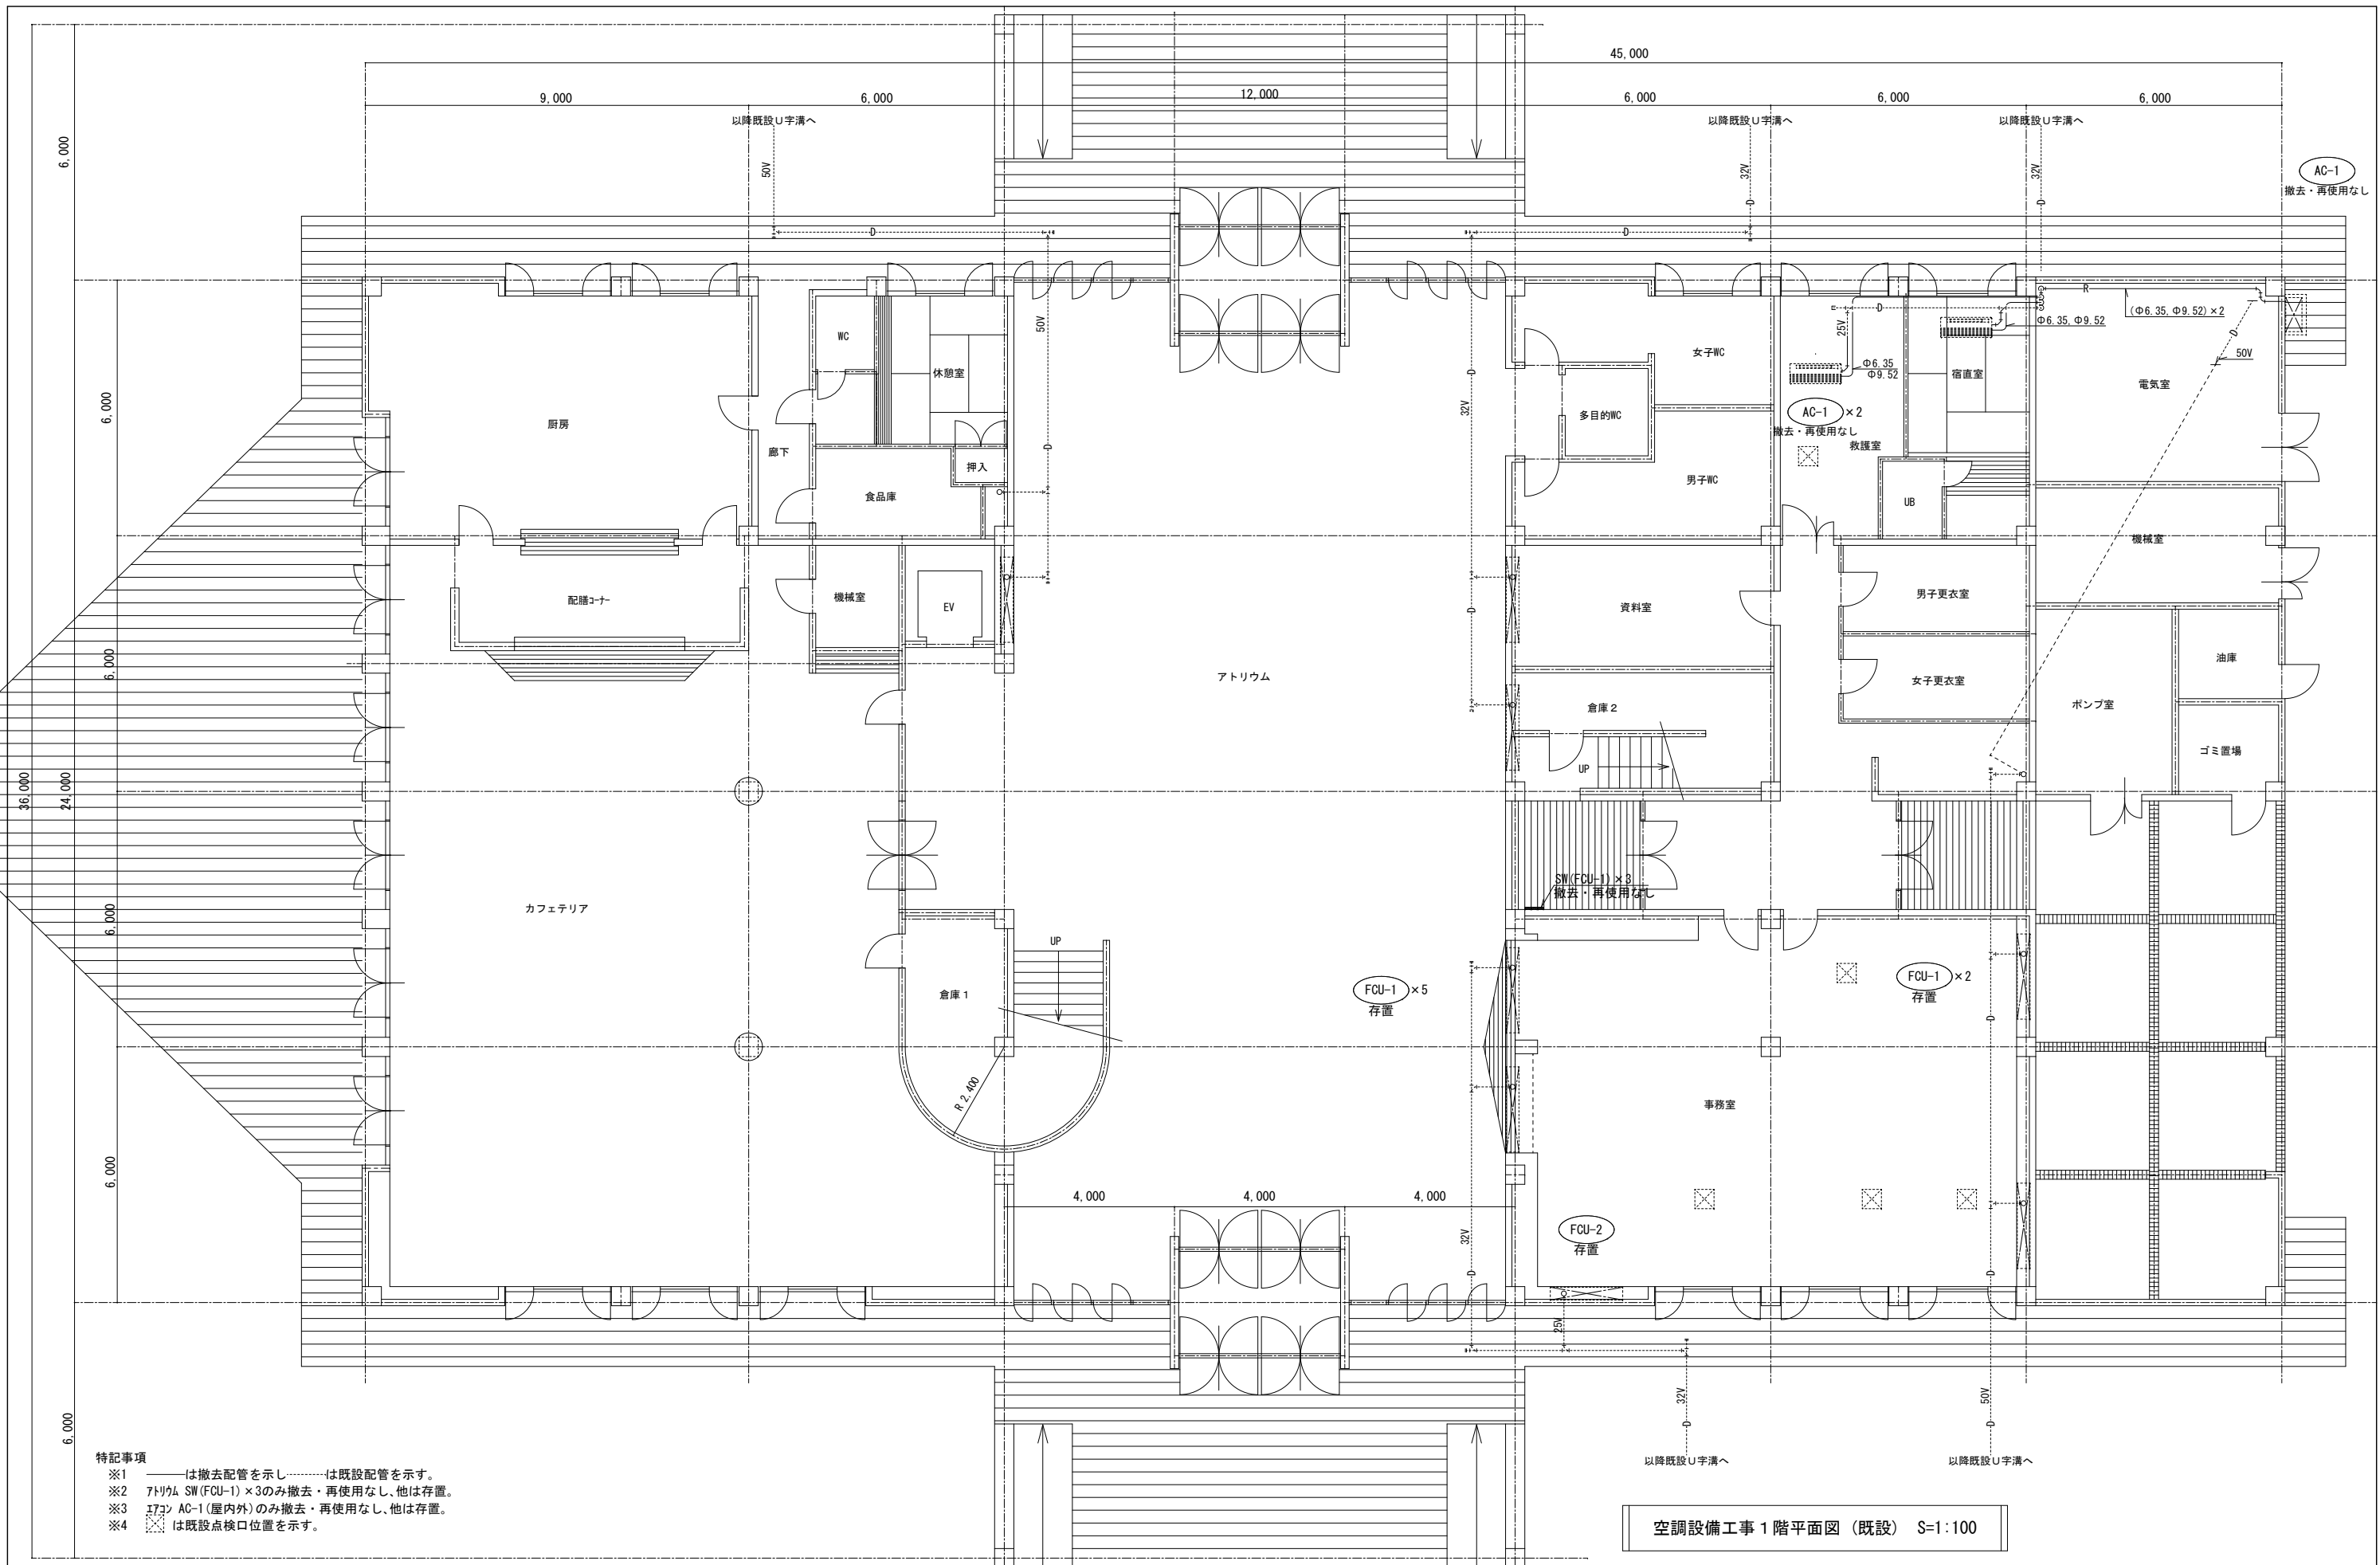 45,000
9,000
6,000
12,000
6,000
6,000
6,000
以降既設U字溝へ
以降既設U字溝へ
以降既設U字溝へ
6,000
50V
32V
32V
AC-1
撤去・再使用なし
D
D
D
D
R
D
(Φ6.35,Φ9.52)×2
Φ6.35,Φ9.52
50V
25V
50V
WC
休憩室
女子WC
Φ6.35
Φ9.52
宿直室
電気室
D
D
6,000
厨房
廊下
32V
多目的WC
AC-1 ×2
撤去・再使用なし
救護室
D
押入
食品庫
男子WC
UB
機械室
配膳コーナー
機械室
EV
資料室
D
男子更衣室
6,000
アトリウム
油庫
女子更衣室
倉庫2
ポンプ室
ゴミ置場
UP
36,000
24,000
SW(FCU-1)×3
撤去・再使用なし
カフェテリア
6,000
UP
倉庫1
FCU-1 ×5
存置
FCU-1 ×2
存置
D
R 2,400
事務室
6,000
4,000
4,000
4,000
32V
FCU-2
存置
D
D
25V
32V
50V
D
D
6,000
以降既設U字溝へ
以降既設U字溝へ
特記事項
※1 ───は撤去配管を示し---------は既設配管を示す。
※2 アトリウム SW(FCU-1)×3のみ撤去・再使用なし、他は存置。
※3 エアコン AC-1(屋内外)のみ撤去・再使用なし、他は存置。
※4 は既設点検口位置を示す。
空調設備工事1階平面図(既設) S=1:100